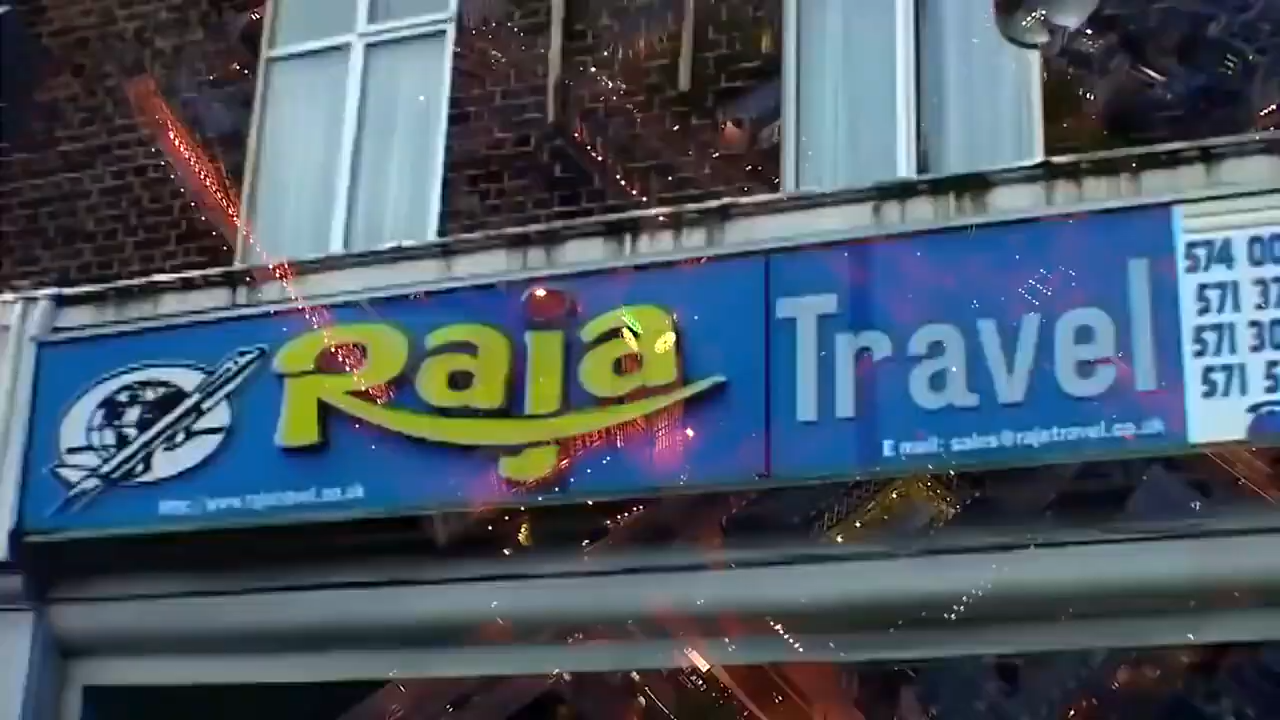 Raja Travel
574 00
571 37
571 30
571 5
E mail: sales@rajatravel.co.uk
http://www.rajatravel.co.uk